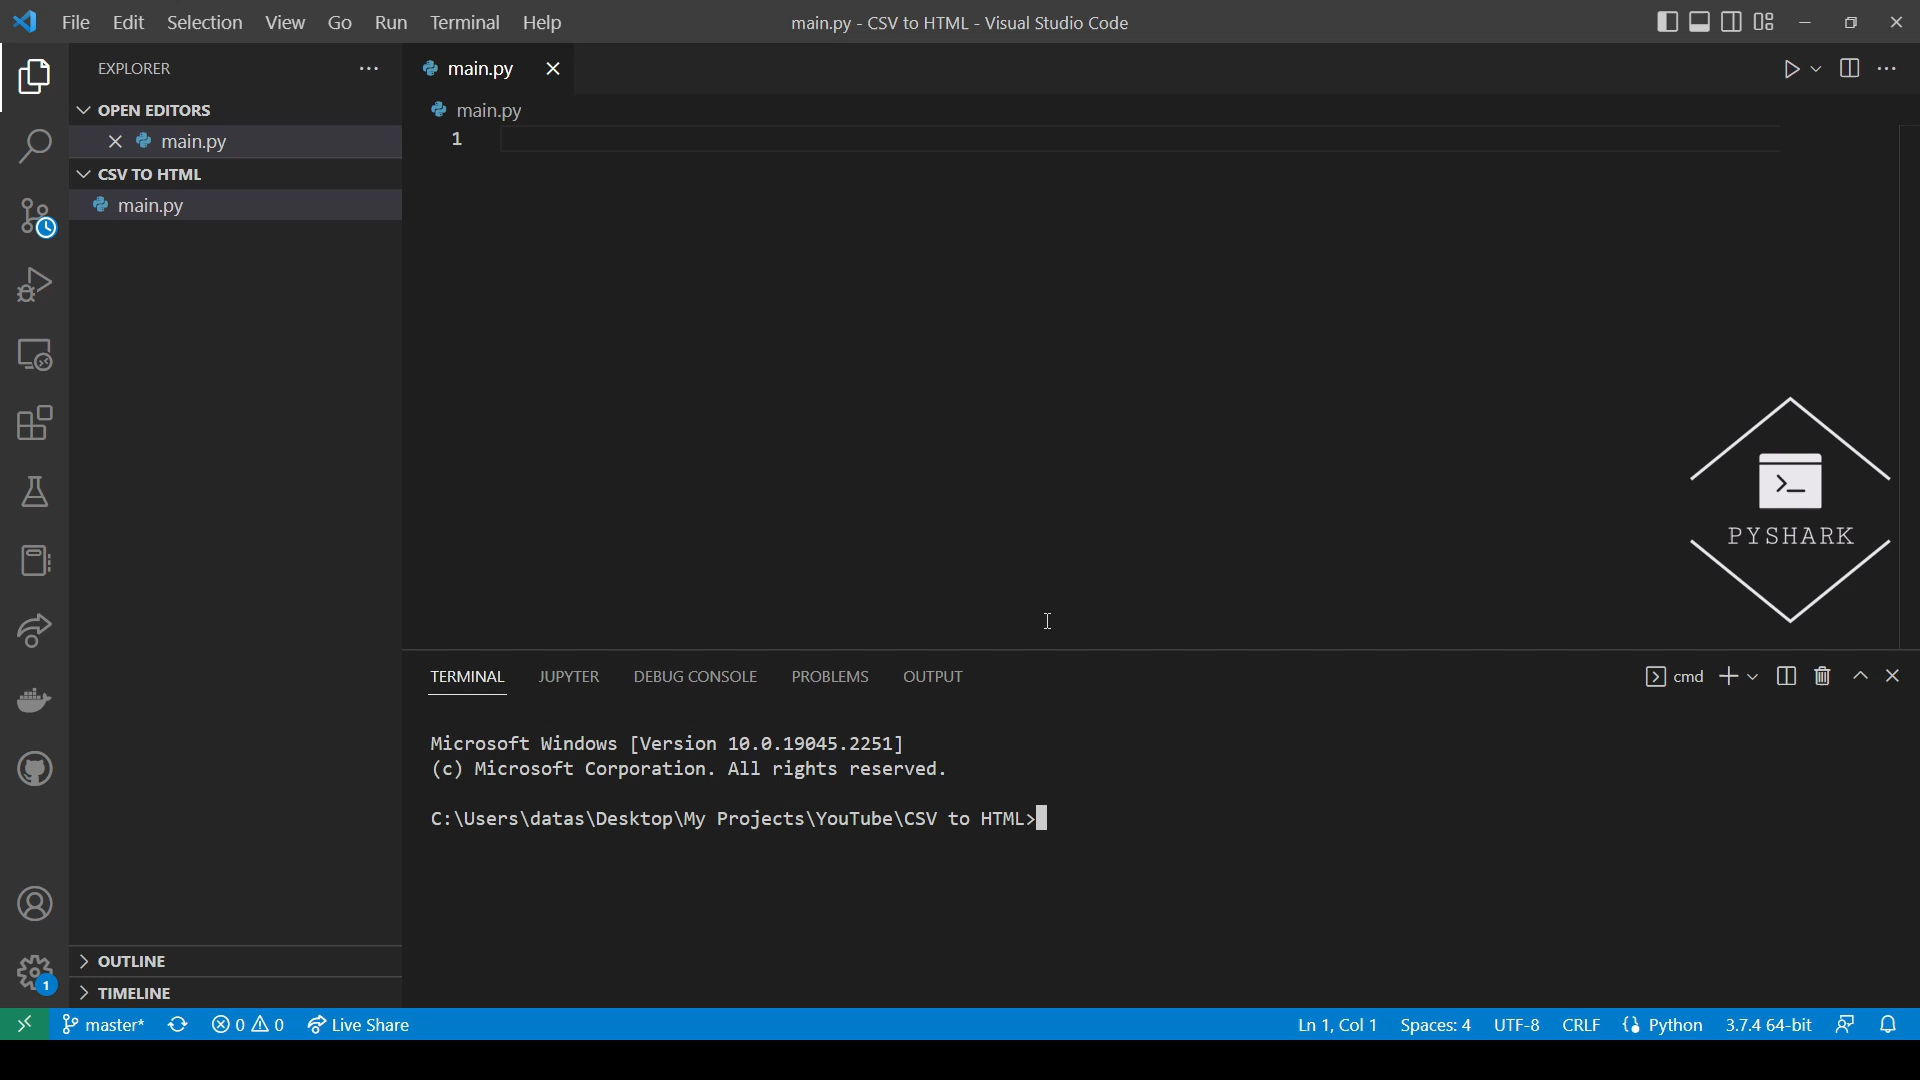 File Edit Selection View Go Run Terminal Help
main.py - CSV to HTML - Visual Studio Code
EXPLORER
OPEN EDITORS
main.py
CSV TO HTML
main.py
OUTLINE
TIMELINE
main.py
main.py
1
PYSHARK
TERMINAL JUPYTER DEBUG CONSOLE PROBLEMS OUTPUT
cmd
Microsoft Windows [Version 10.0.19045.2251]
(c) Microsoft Corporation. All rights reserved.
C:\Users\datas\Desktop\My Projects\YouTube\CSV to HTML>
1
master* 0 0 Live Share
Ln 1, Col 1 Spaces: 4 UTF-8 CRLF Python 3.7.4 64-bit